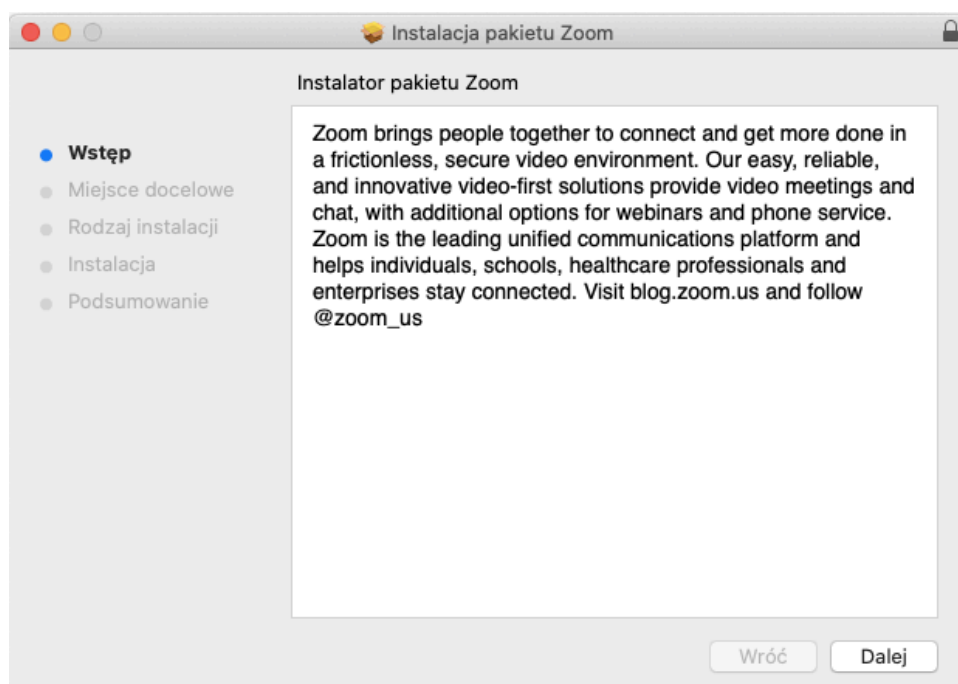 Instalacja pakietu Zoom
Instalator pakietu Zoom
Wstęp
Miejsce docelowe
Rodzaj instalacji
Instalacja
Podsumowanie
Zoom brings people together to connect and get more done in
a frictionless, secure video environment. Our easy, reliable,
and innovative video-first solutions provide video meetings and
chat, with additional options for webinars and phone service.
Zoom is the leading unified communications platform and
helps individuals, schools, healthcare professionals and
enterprises stay connected. Visit blog.zoom.us and follow
@zoom_us
Wróć
Dalej